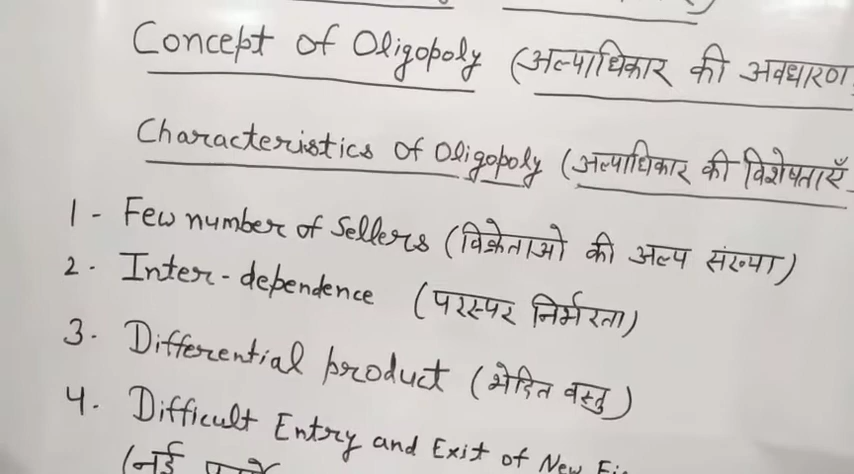 Concept of Oligopoly (अल्पाधिकार की अवधारण
Characteristics of Oligopoly (अल्पाधिकार की विशेषताएँ
1 - Few number of Sellers (विक्रेताओ की अल्प संख्या)
2. Inter-dependence (परस्पर निर्भरता)
3. Differential product (भेदित वस्तु)
4. Difficult Entry and Exit of New
(नई